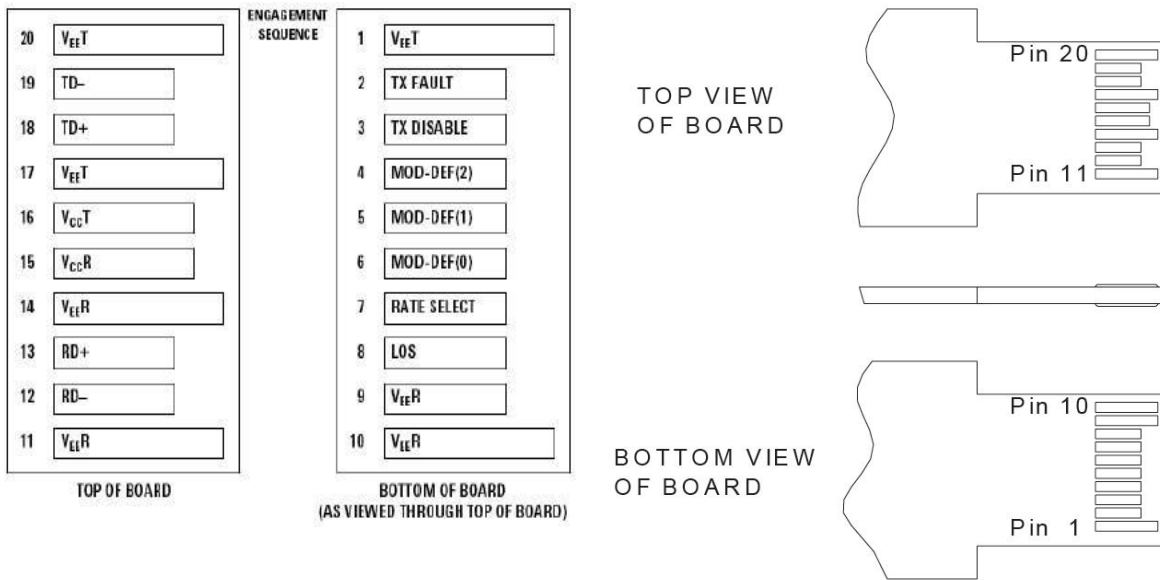 ENGAGEMENT
SEQUENCE
20 VEET
19 TD–
18 TD+
17 VEET
16 VCCT
15 VCCR
14 VEER
13 RD+
12 RD–
11 VEER
TOP OF BOARD
1 VEET
2 TX FAULT
3 TX DISABLE
4 MOD-DEF(2)
5 MOD-DEF(1)
6 MOD-DEF(0)
7 RATE SELECT
8 LOS
9 VEER
10 VEER
BOTTOM OF BOARD
(AS VIEWED THROUGH TOP OF BOARD)
TOP VIEW
OF BOARD
Pin 20
Pin 11
BOTTOM VIEW
OF BOARD
Pin 10
Pin 1